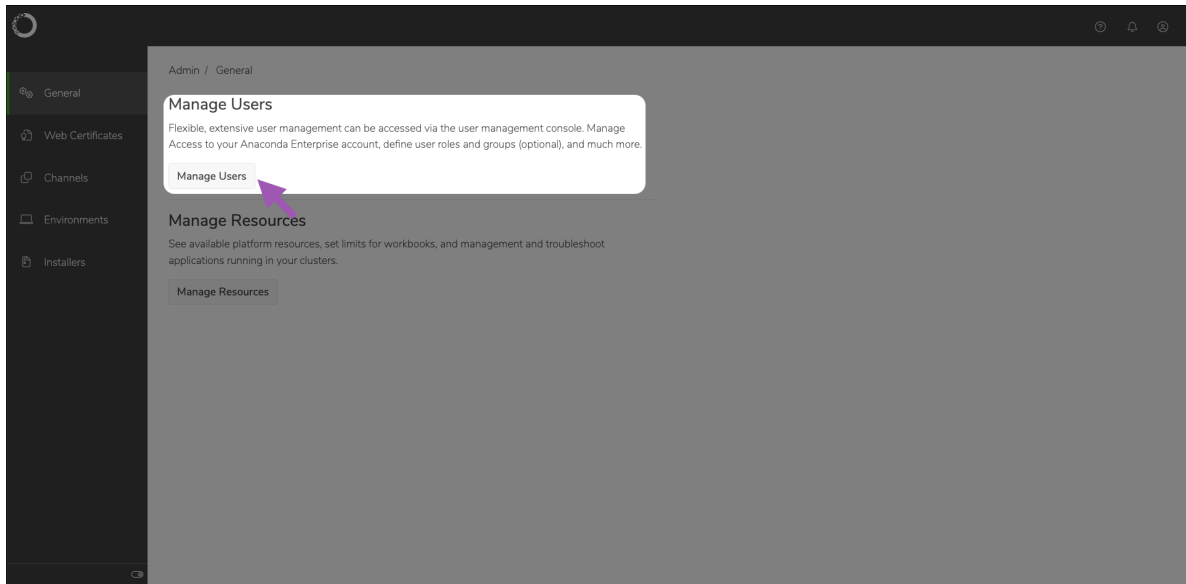 Admin / General
General
Web Certificates
Channels
Environments
Installers
Manage Users
Flexible, extensive user management can be accessed via the user management console. Manage
Access to your Anaconda Enterprise account, define user roles and groups (optional), and much more.
Manage Users
Manage Resources
See available platform resources, set limits for workbooks, and management and troubleshoot
applications running in your clusters.
Manage Resources